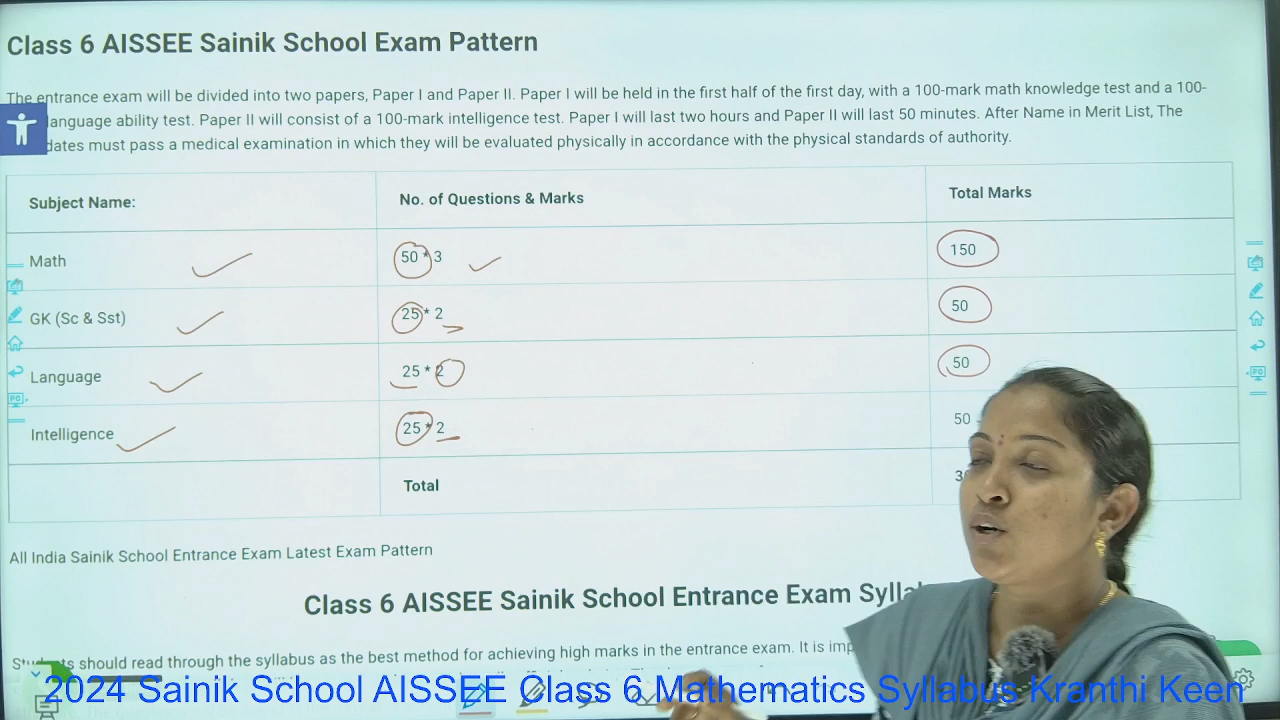 Class 6 AISSEE Sainik School Exam Pattern
The entrance exam will be divided into two papers, Paper I and Paper II. Paper I will be held in the first half of the first day, with a 100-mark math knowledge test and a 100-
language ability test. Paper II will consist of a 100-mark intelligence test. Paper I will last two hours and Paper II will last 50 minutes. After Name in Merit List, The
dates must pass a medical examination in which they will be evaluated physically in accordance with the physical standards of authority.
Subject Name: No. of Questions & Marks Total Marks
Math 50 * 3 150
GK (Sc & Sst) 25 * 2 50
Language 25 * 2 50
Intelligence 25 * 2 50
Total
All India Sainik School Entrance Exam Latest Exam Pattern
Class 6 AISSEE Sainik School Entrance Exam
should read through the syllabus as the best method for achieving high marks in the entrance exam. It is
2024 Sainik School AISSEE Class 6 Mathematics Syllabus Kranthi Keen